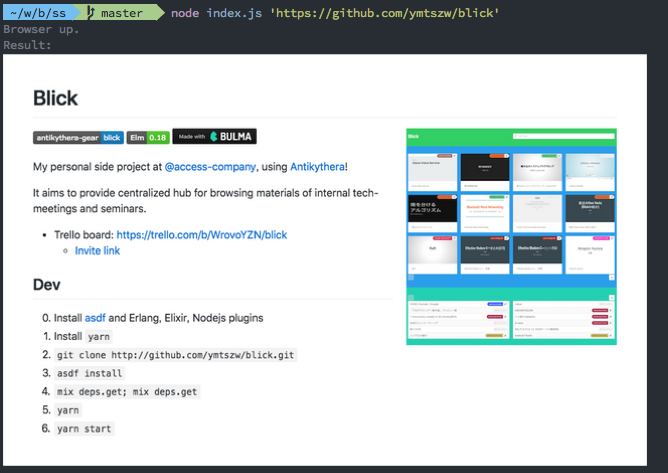 ~/w/b/ss master node index.js 'https://github.com/ymtszw/blick'
Browser up.
Result:
Blick
antikythera-gear blick Elm 0.18 Made with BULMA
My personal side project at @access-company, using Antikythera!
It aims to provide centralized hub for browsing materials of internal tech-
meetings and seminars.
Trello board: https://trello.com/b/WrovoYZN/blick
Invite link
Dev
0. Install asdf and Erlang, Elixir, Nodejs plugins
1. Install yarn
2. git clone http://github.com/ymtszw/blick.git
3. asdf install
4. mix deps.get; mix deps.get
5. yarn
6. yarn start